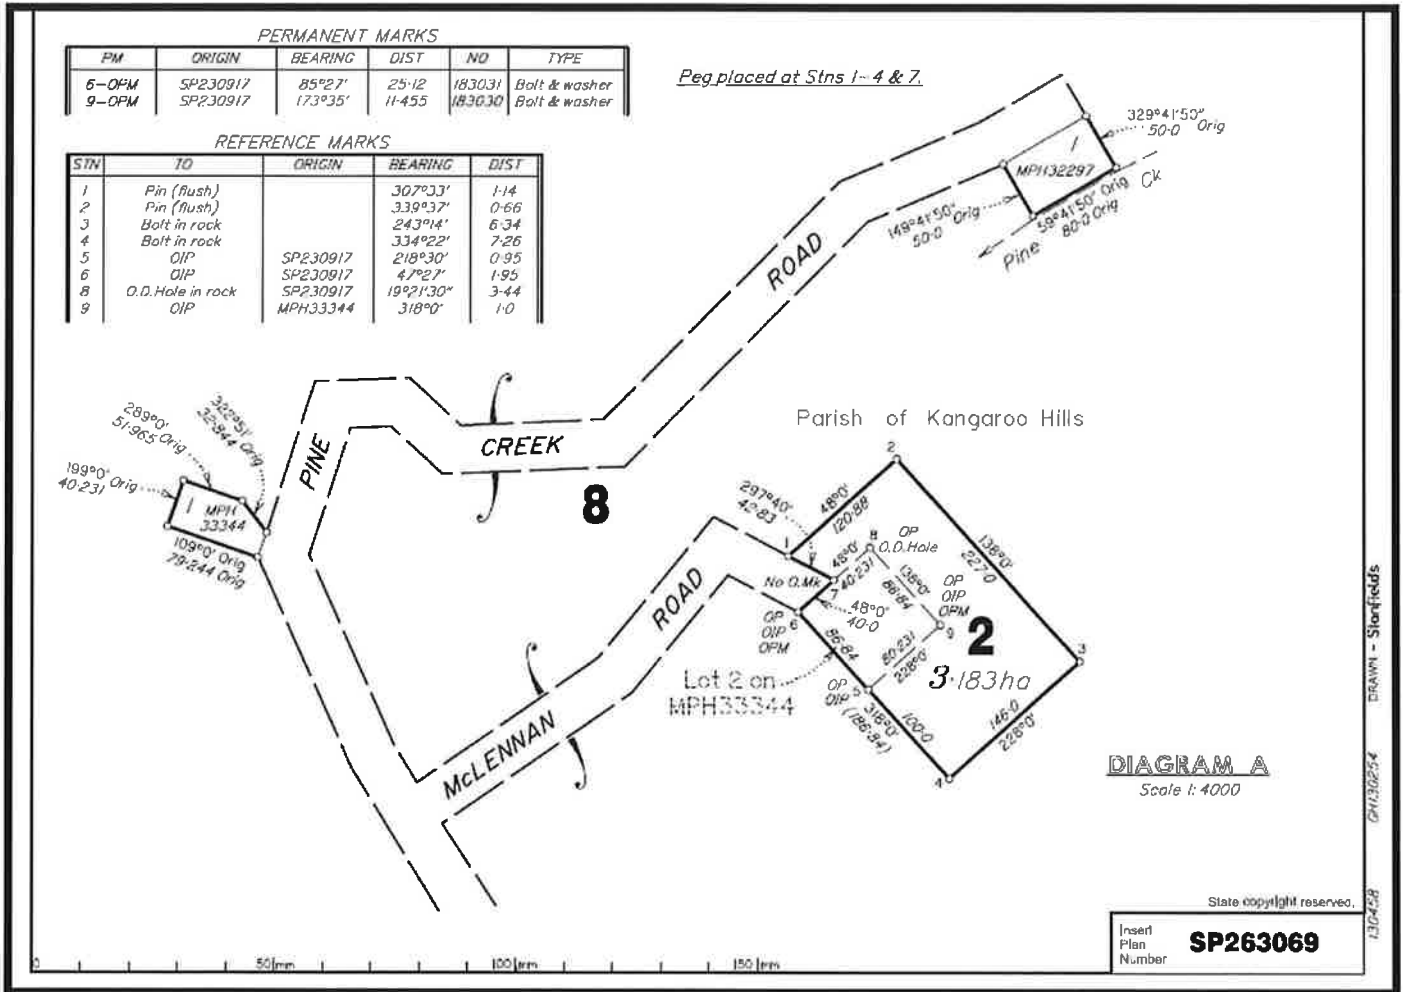 PERMANENT MARKS
PM ORIGIN BEARING DIST NO TYPE
6-OPM SP230917 85°27' 25·12 183031 Bolt & washer
9-OPM SP230917 173°35' 11·455 183030 Bolt & washer
Peg placed at Stns 1-4 & 7.
REFERENCE MARKS
STN TO ORIGIN BEARING DIST
1 Pin (flush) 307°33' 1·14
2 Pin (flush) 339°37' 0·66
3 Bolt in rock 243°14' 6·34
4 Bolt in rock 334°22' 7·26
5 OIP SP230917 218°30' 0·95
6 OIP SP230917 47°27' 1·95
8 O.D.Hole in rock SP230917 19°21'30" 3·44
9 OIP MPH33344 318°0' 1·0
329°41'50"
50·0 Orig
1
MPH32297
149°41'50"
50·0 Orig
59°41'50" Orig
80·0 Orig
Pine Ck
ROAD
CREEK
PINE
8
289°0'
51·965 Orig
322°51'
32·844 Orig
199°0'
40·231 Orig
1
MPH
33344
109°0' Orig
79·244 Orig
Parish of Kangaroo Hills
2
48°0'
120·88
297°40'
42·83
1
8
OP
O.D.Hole
48°0'
40·231
138°0'
227·0
138°0'
86·84
No O.Mk
7
48°0'
40·0
OP
OIP
OPM
9
6
OP
OIP
OPM
86·84
80·231
228°0'
2
3·183ha
3
Lot 2 on
MPH33344
OP 5
OIP
318°0'
(186·84)
100·0
146·0
228°0'
4
ROAD
McLENNAN
DIAGRAM A
Scale 1:4000
State copyright reserved.
Insert
Plan
Number
SP263069
0 50 mm 100 mm 150 mm
DRAWN - Stanfields
GH130254
130458